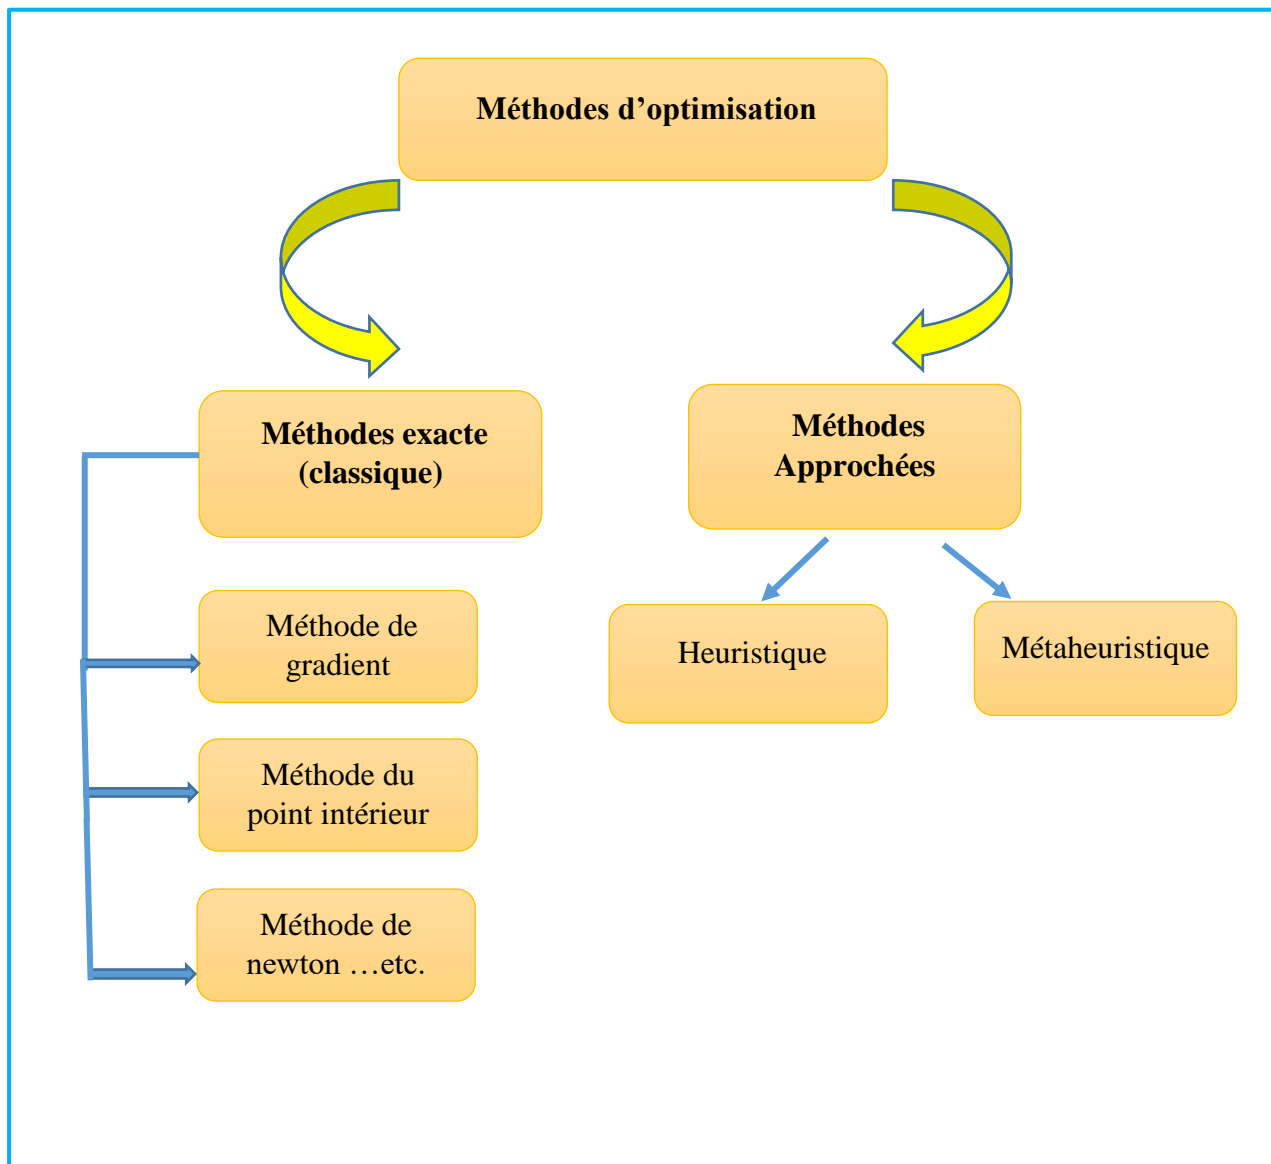 Méthodes d’optimisation
Méthodes exacte
(classique)
Méthodes
Approchées
Méthode de
gradient
Méthode du
point intérieur
Méthode de
newton …etc.
Heuristique
Métaheuristique